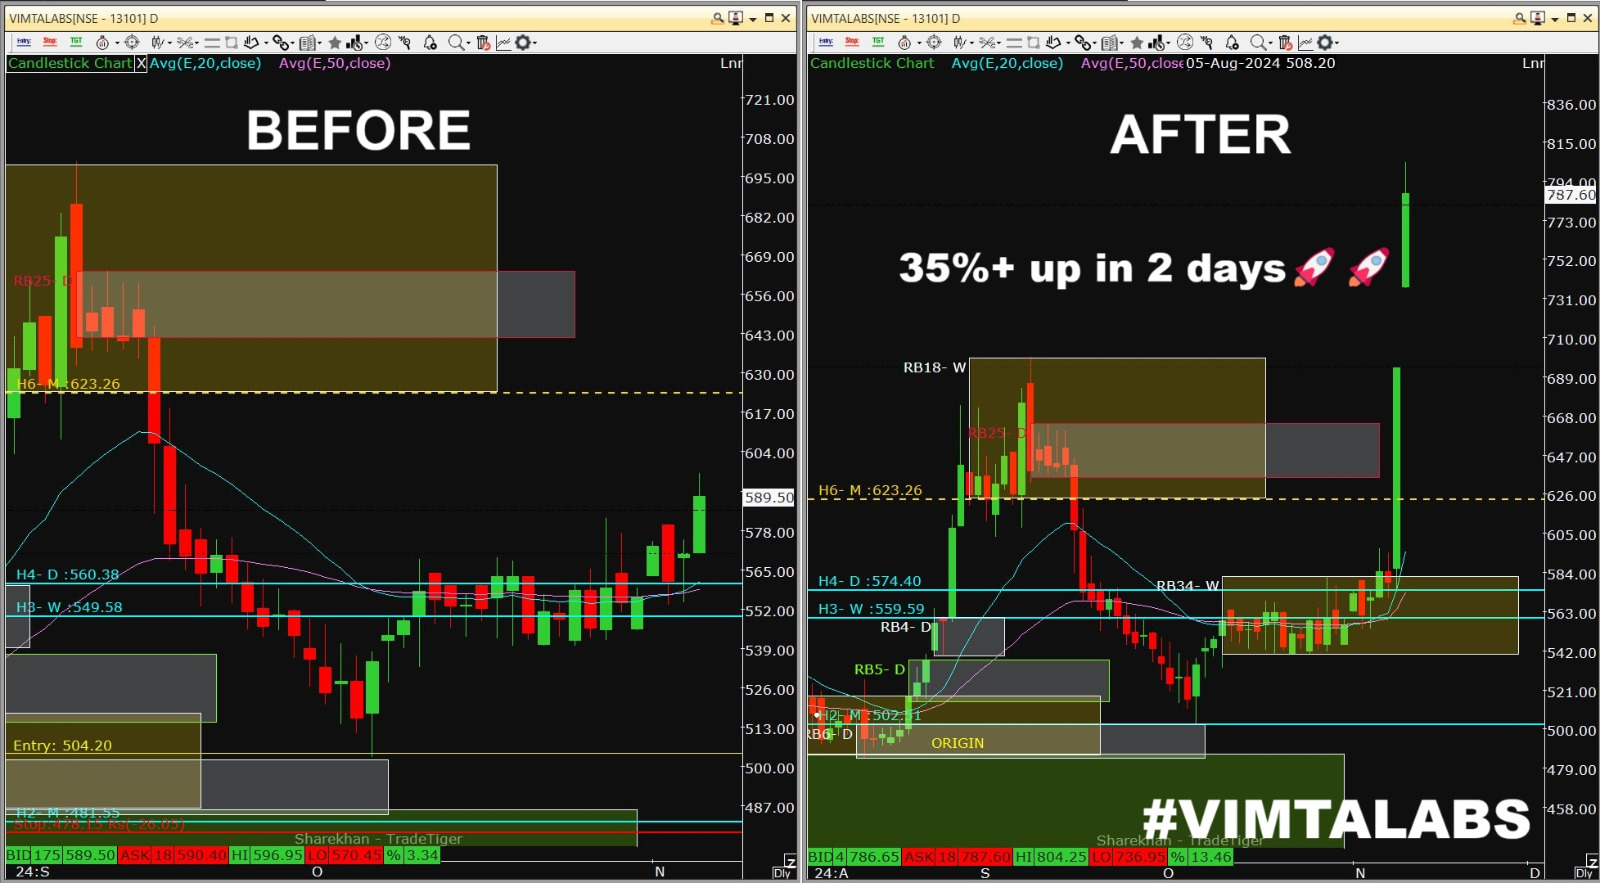 VIMTALABS[NSE - 13101] D
Entry: Stop: TGT
Candlestick Chart X Avg(E,20,close) Avg(E,50,close) Lnr
BEFORE
721.00
708.00
695.00
682.00
669.00
656.00
643.00
630.00
617.00
604.00
589.50
578.00
565.00
552.00
539.00
526.00
513.00
500.00
487.00
RB25- D
H6- M :623.26
H4- D :560.38
H3- W :549.58
Entry: 504.20
H2- M :481.55
Stop:478.15 Rs(-26.05)
Sharekhan - TradeTiger
BID 175 589.50 ASK 18 590.40 HI 596.95 LO 570.45 % 3.34
24:S O N Dly
VIMTALABS[NSE - 13101] D
Entry: Stop: TGT
Candlestick Chart Avg(E,20,close) Avg(E,50,close 05-Aug-2024 508.20 Lnr
AFTER
35%+ up in 2 days🚀 🚀
836.00
815.00
794.00
787.60
773.00
752.00
731.00
710.00
689.00
668.00
647.00
626.00
605.00
584.00
563.00
542.00
521.00
500.00
479.00
458.00
RB18- W
RB25- D
H6- M :623.26
H4- D :574.40
RB34- W
H3- W :559.59
RB4- D
RB5- D
H2- M :502.51
RB6- D
ORIGIN
#VIMTALABS
Sharekhan - TradeTiger
BID 4 786.65 ASK 18 787.60 HI 804.25 LO 736.95 % 13.46
24:A S O N D Dly